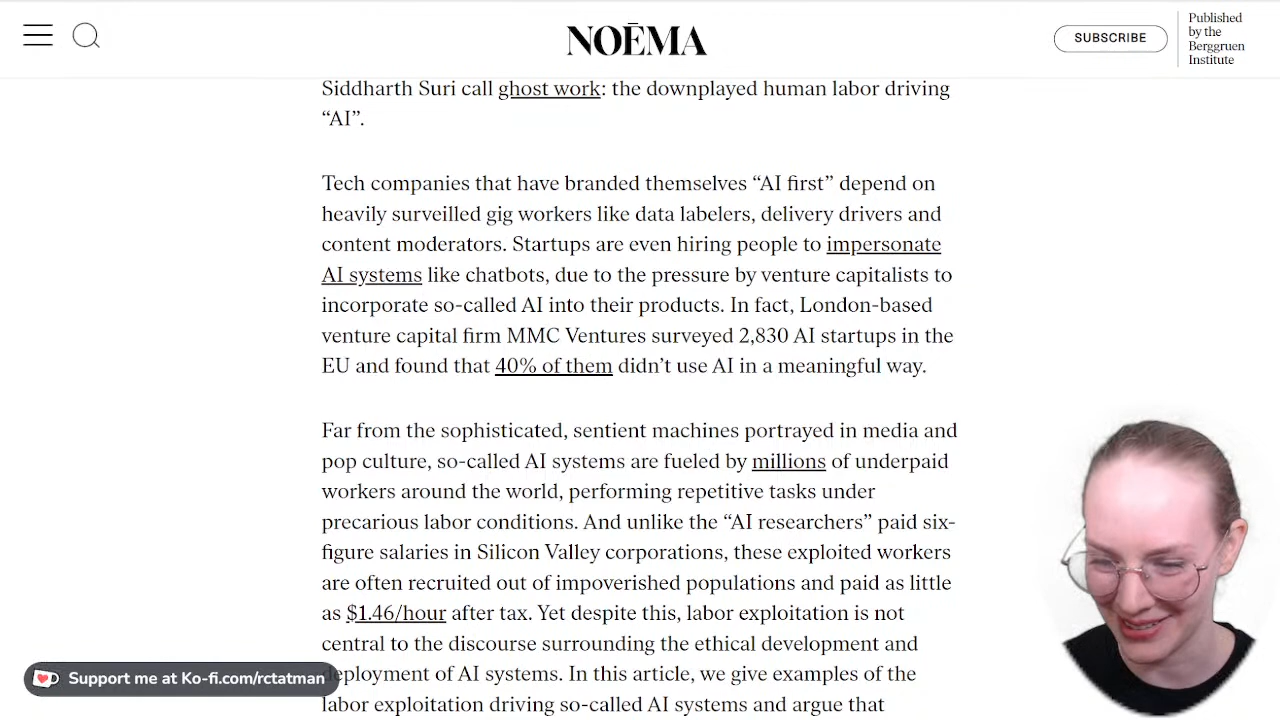 NOĒMA
SUBSCRIBE
Published
by the
Berggruen
Institute
Siddharth Suri call ghost work: the downplayed human labor driving
“AI”.
Tech companies that have branded themselves “AI first” depend on
heavily surveilled gig workers like data labelers, delivery drivers and
content moderators. Startups are even hiring people to impersonate
AI systems like chatbots, due to the pressure by venture capitalists to
incorporate so-called AI into their products. In fact, London-based
venture capital firm MMC Ventures surveyed 2,830 AI startups in the
EU and found that 40% of them didn’t use AI in a meaningful way.
Far from the sophisticated, sentient machines portrayed in media and
pop culture, so-called AI systems are fueled by millions of underpaid
workers around the world, performing repetitive tasks under
precarious labor conditions. And unlike the “AI researchers” paid six-
figure salaries in Silicon Valley corporations, these exploited workers
are often recruited out of impoverished populations and paid as little
as $1.46/hour after tax. Yet despite this, labor exploitation is not
central to the discourse surrounding the ethical development and
deployment of AI systems. In this article, we give examples of the
labor exploitation driving so-called AI systems and argue that
Support me at Ko-fi.com/rctatman